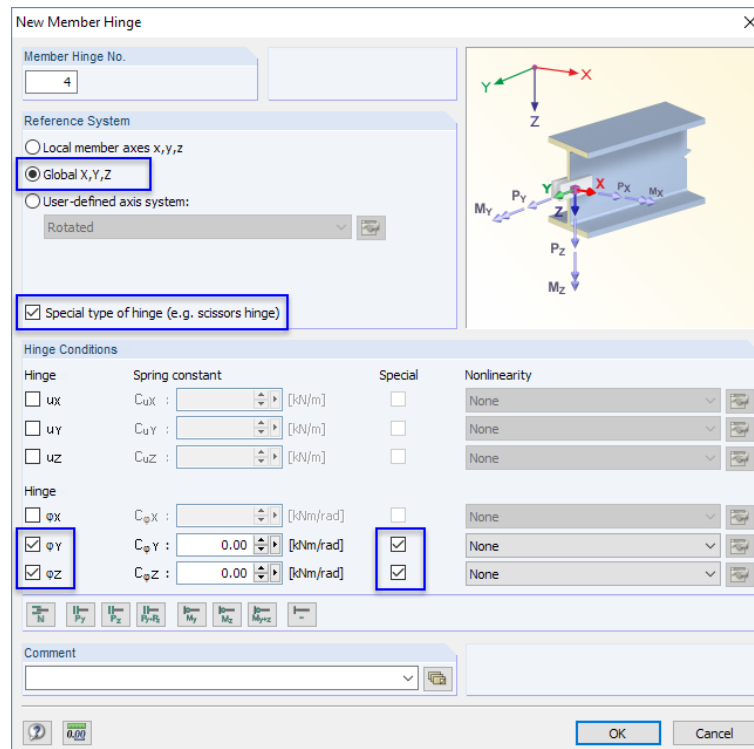 New Member Hinge
Member Hinge No.
4
Reference System
Local member axes x,y,z
Global X,Y,Z
User-defined axis system:
Rotated
Special type of hinge (e.g. scissors hinge)
Y X
Z
Y X PX MX
PY
MY Z
PZ
MZ
Hinge Conditions
Hinge Spring constant Special Nonlinearity
uX CuX : [kN/m] None
uY CuY : [kN/m] None
uZ CuZ : [kN/m] None
Hinge
φX CφX : [kNm/rad] None
φY CφY : 0.00 [kNm/rad] None
φZ CφZ : 0.00 [kNm/rad] None
N Py Pz Py+Pz My Mz My+z
Comment
0.00
OK Cancel